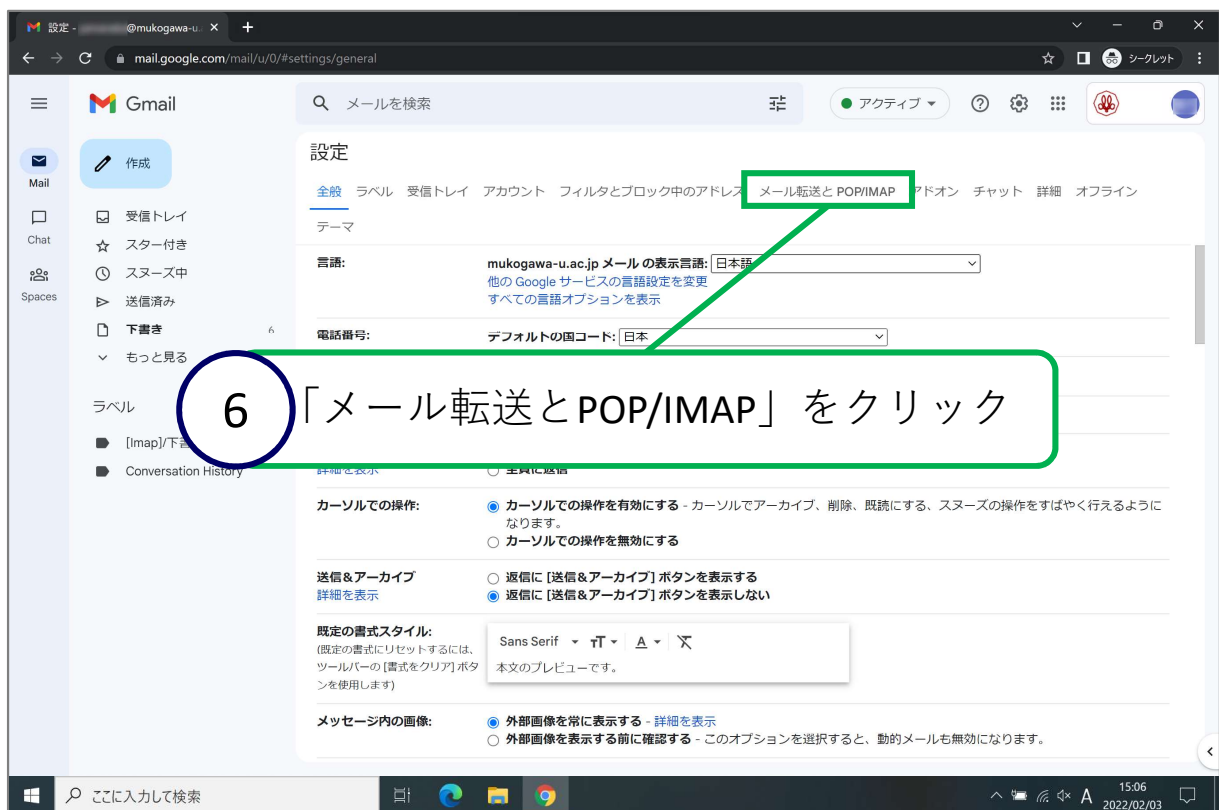 設定 - @mukogawa-u.
mail.google.com/mail/u/0/#settings/general
シークレット
Gmail
メールを検索
アクティブ
Mail
Chat
Spaces
作成
受信トレイ
スター付き
スヌーズ中
送信済み
下書き 6
もっと見る
ラベル
[Imap]/下書
Conversation History
設定
全般 ラベル 受信トレイ アカウント フィルタとブロック中のアドレス メール転送と POP/IMAP アドオン チャット 詳細 オフライン
テーマ
言語: mukogawa-u.ac.jp メール の表示言語: 日本語
他の Google サービスの言語設定を変更
すべての言語オプションを表示
電話番号: デフォルトの国コード: 日本
6 「メール転送とPOP/IMAP」をクリック
詳細を表示 全員に返信
カーソルでの操作: カーソルでの操作を有効にする - カーソルでアーカイブ、削除、既読にする、スヌーズの操作をすばやく行えるように
なります。
カーソルでの操作を無効にする
送信&アーカイブ 返信に [送信&アーカイブ] ボタンを表示する
詳細を表示 返信に [送信&アーカイブ] ボタンを表示しない
既定の書式スタイル:
(既定の書式にリセットするには、
ツールバーの [書式をクリア] ボタ
ンを使用します)
Sans Serif
本文のプレビューです。
メッセージ内の画像: 外部画像を常に表示する - 詳細を表示
外部画像を表示する前に確認する - このオプションを選択すると、動的メールも無効になります。
ここに入力して検索
A 15:06
2022/02/03